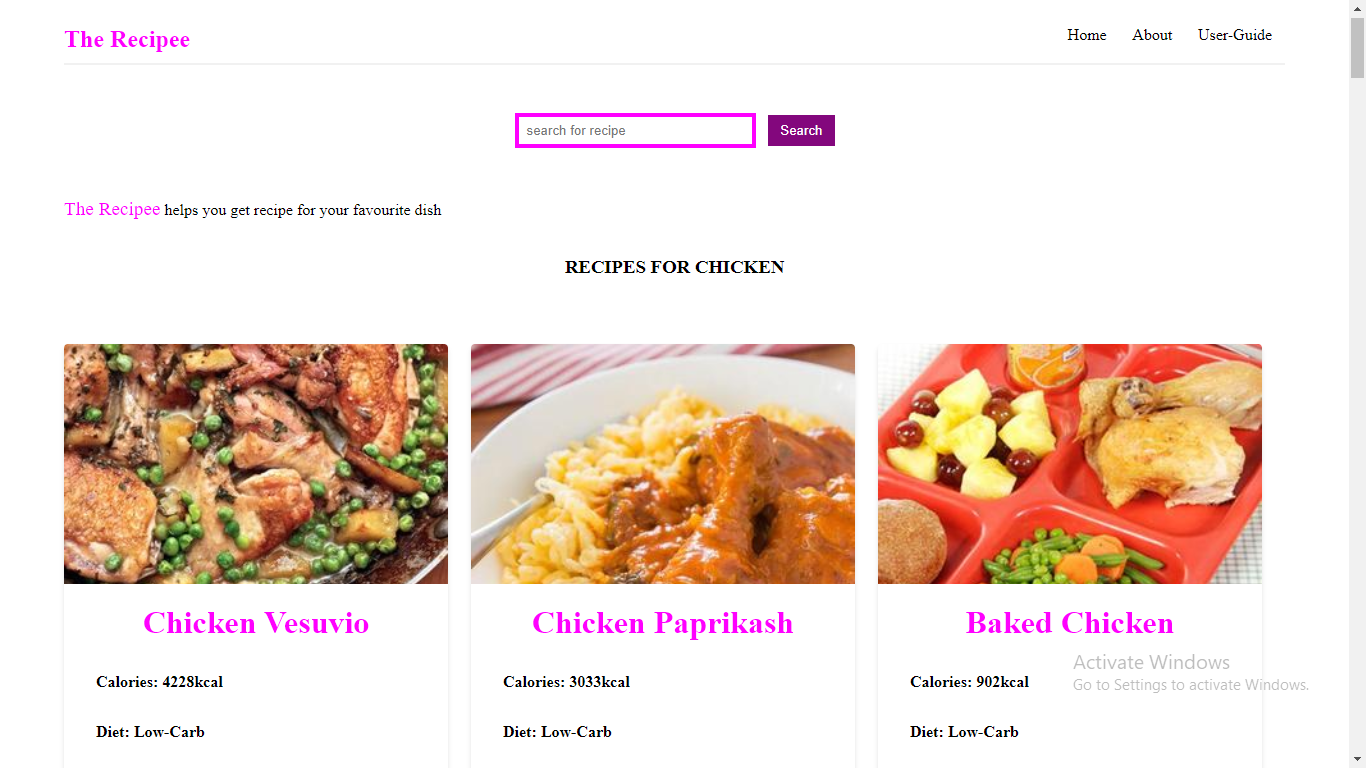 The Recipee
Home About User-Guide
search for recipe Search
The Recipee helps you get recipe for your favourite dish
RECIPES FOR CHICKEN
Chicken Vesuvio Chicken Paprikash Baked Chicken
Calories: 4228kcal Calories: 3033kcal Calories: 902kcal
Diet: Low-Carb Diet: Low-Carb Diet: Low-Carb
Activate Windows
Go to Settings to activate Windows.